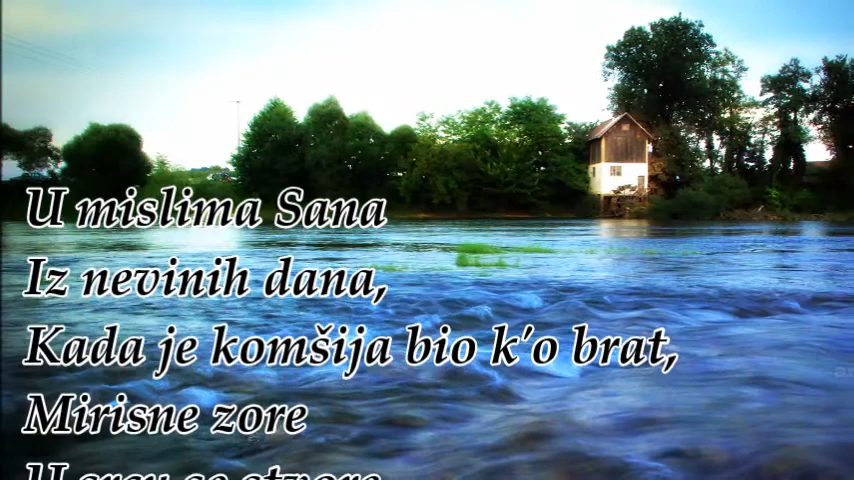 U mislima Sana
Iz nevinih dana,
Kada je komšija bio k'o brat,
Mirisne zore
U srcu se stvore